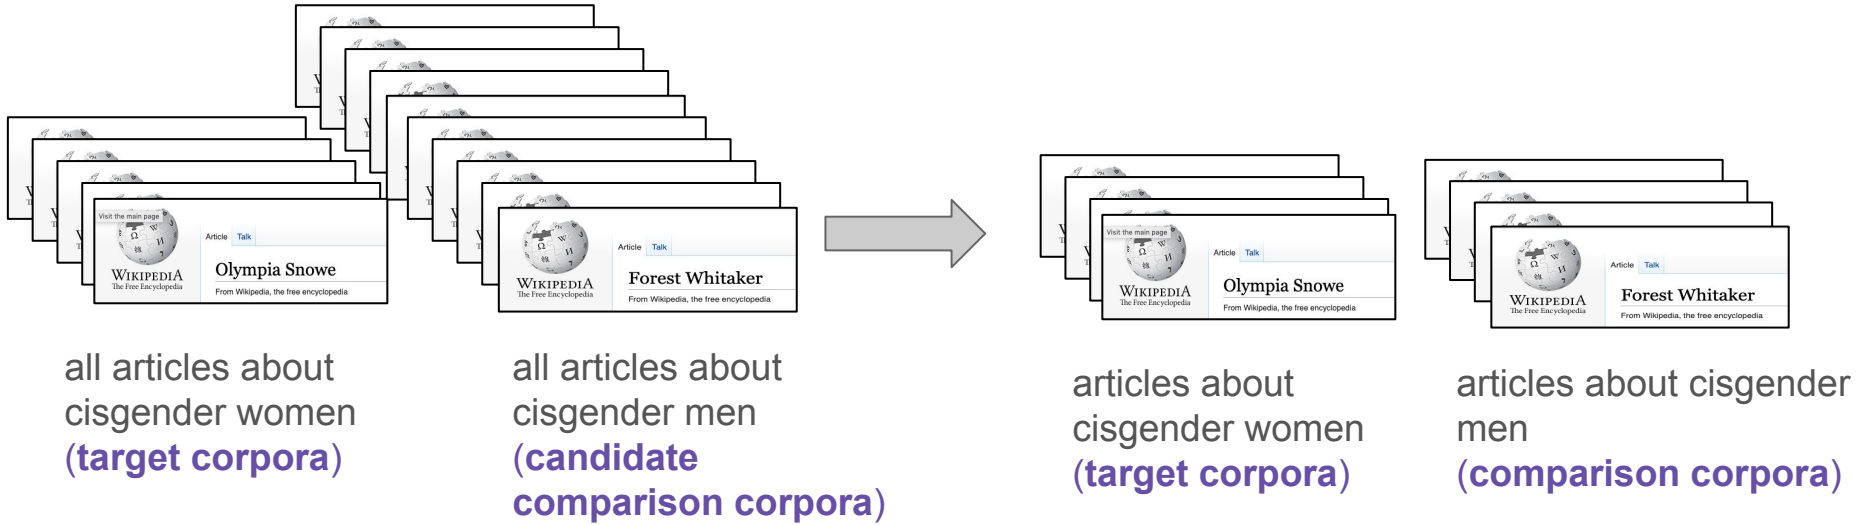 Visit the main page
WIKIPEDIA
The Free Encyclopedia
Article Talk
Olympia Snowe
From Wikipedia, the free encyclopedia
WIKIPEDIA
The Free Encyclopedia
Article Talk
Forest Whitaker
From Wikipedia, the free encyclopedia
Visit the main page
WIKIPEDIA
The Free Encyclopedia
Article Talk
Olympia Snowe
From Wikipedia, the free encyclopedia
WIKIPEDIA
The Free Encyclopedia
Article Talk
Forest Whitaker
From Wikipedia, the free encyclopedia
all articles about
cisgender women
(target corpora)
all articles about
cisgender men
(candidate
comparison corpora)
articles about
cisgender women
(target corpora)
articles about cisgender
men
(comparison corpora)